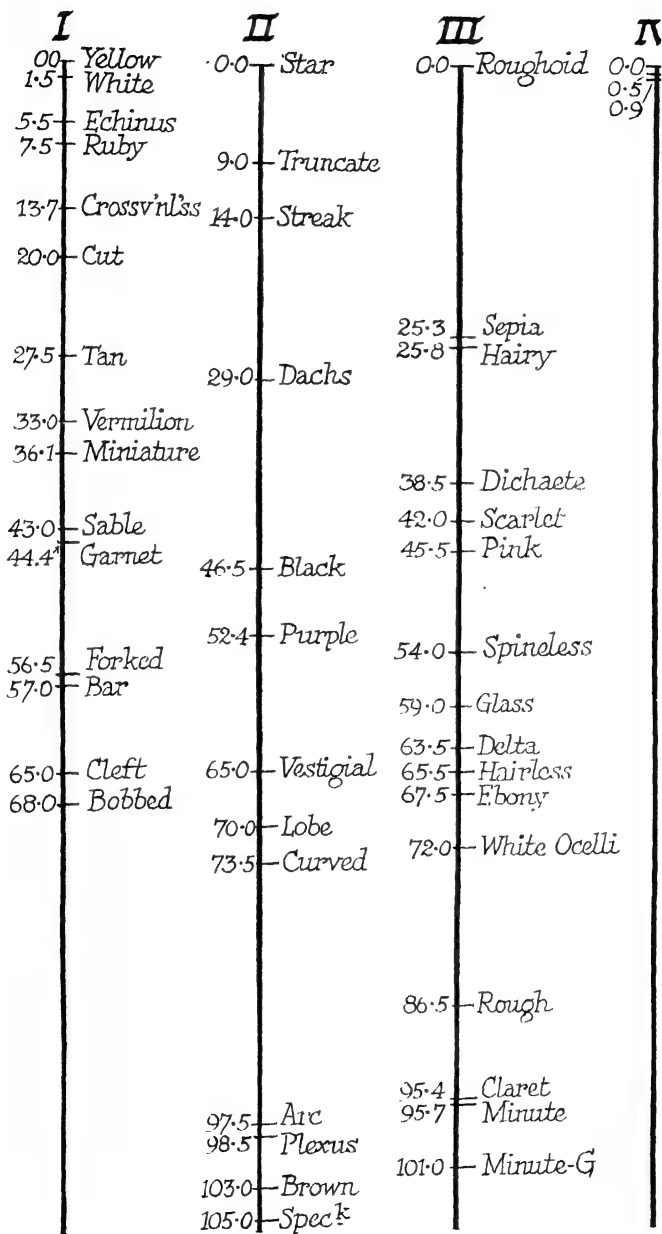 I
00 Yellow
1.5 White
5.5 Echinus
7.5 Ruby
13.7 Crossv'nl'ss
20.0 Cut
27.5 Tan
33.0 Vermilion
36.1 Miniature
43.0 Sable
44.4 Garnet
56.5 Forked
57.0 Bar
65.0 Cleft
68.0 Bobbed
II
0.0 Star
9.0 Truncate
14.0 Streak
29.0 Dachs
46.5 Black
52.4 Purple
65.0 Vestigial
70.0 Lobe
73.5 Curved
97.5 Arc
98.5 Plexus
103.0 Brown
105.0 Speck
III
0.0 Roughoid
25.3 Sepia
25.8 Hairy
38.5 Dichaete
42.0 Scarlet
45.5 Pink
54.0 Spineless
59.0 Glass
63.5 Delta
65.5 Hairless
67.5 Ebony
72.0 White Ocelli
86.5 Rough
95.4 Claret
95.7 Minute
101.0 Minute-G
IV
0.0
0.5
0.9